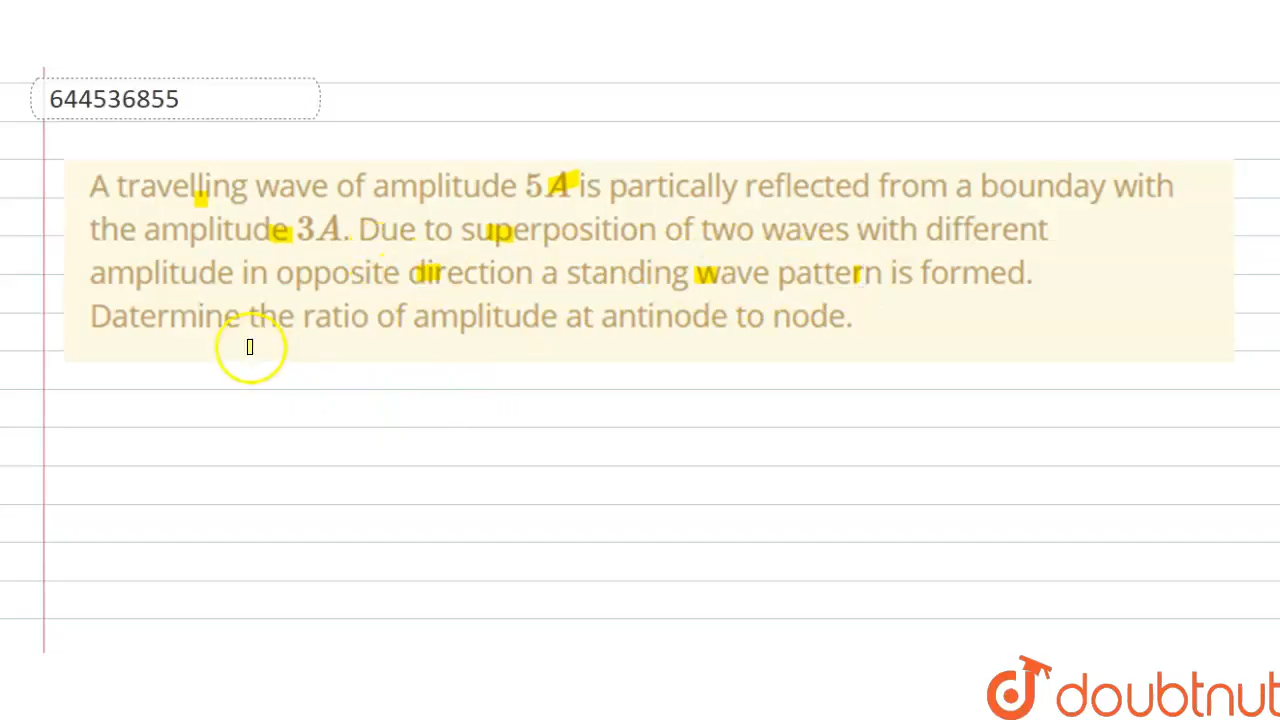 644536855
A travelling wave of amplitude 5A is partically reflected from a bounday with
the amplitude 3A. Due to superposition of two waves with different
amplitude in opposite direction a standing wave pattern is formed.
Datermine the ratio of amplitude at antinode to node.
doubtnut